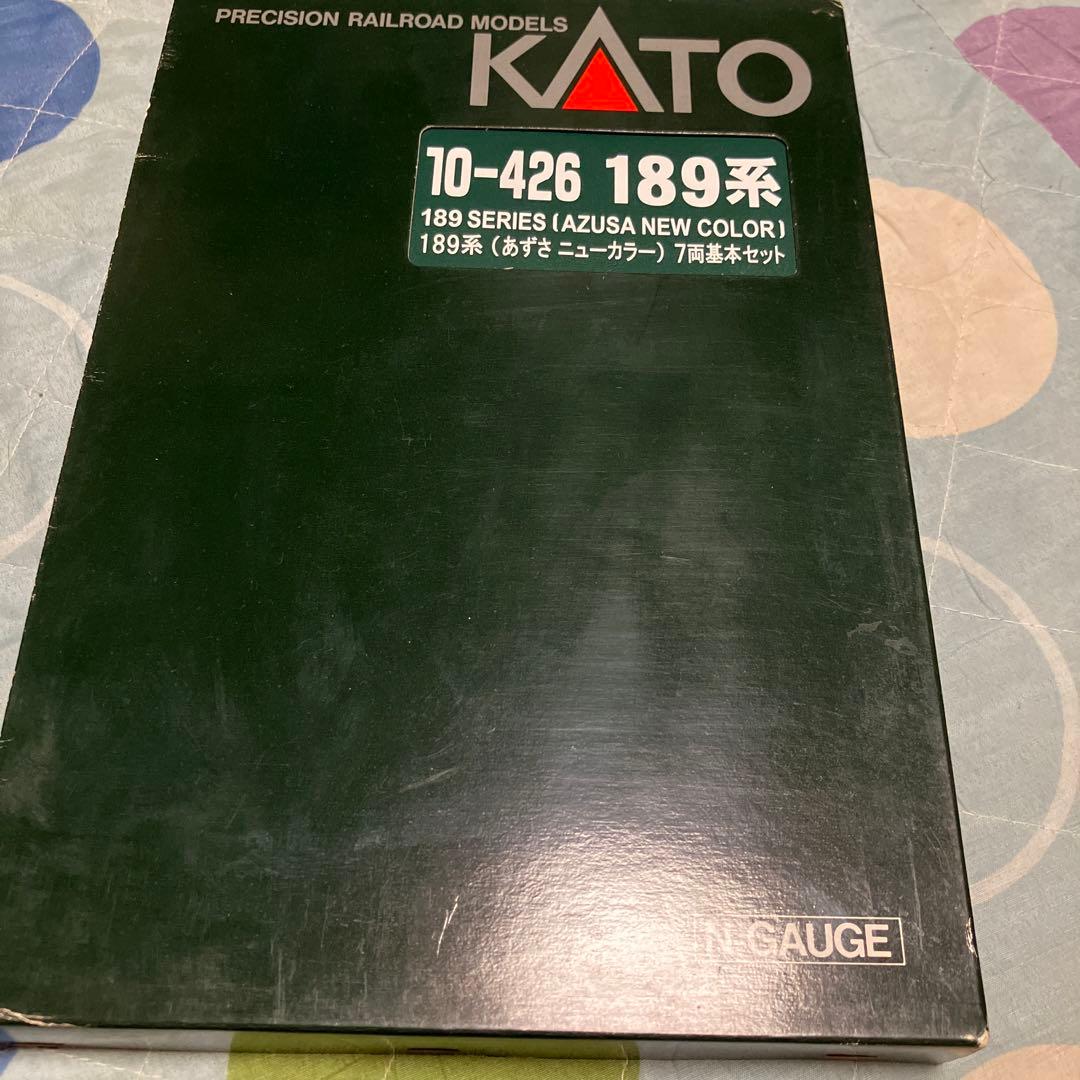 PRECISION RAILROAD MODELS
KATO
10-426 189系
189 SERIES (AZUSA NEW COLOR)
189系 (あずさ ニューカラー) 7両基本セット
N-GAUGE